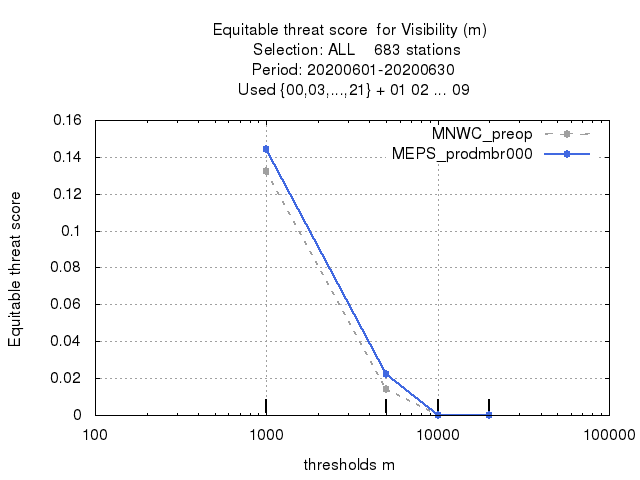 Equitable threat score  for Visibility (m)
Selection: ALL    683 stations
Period: 20200601-20200630
Used {00,03,...,21} + 01 02 ... 09
0.16
0.14
0.12
0.1
0.08
0.06
0.04
0.02
0
Equitable threat score
MNWC_preop
MEPS_prodmbr000
100
1000
10000
100000
thresholds m